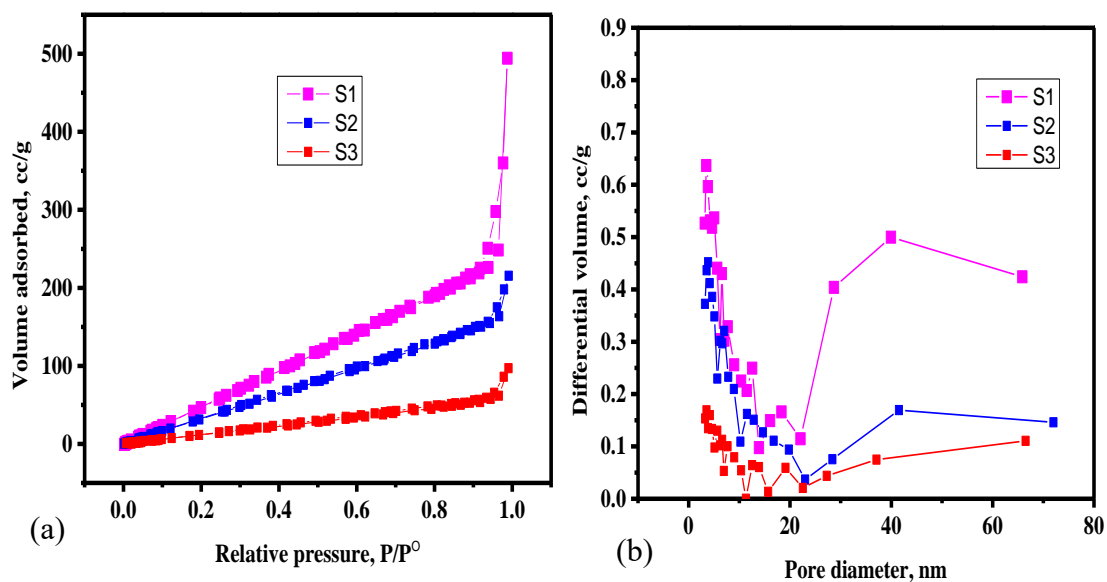 500
400
300
200
100
0
Volume adsorbed, cc/g
S1
S2
S3
0.0 0.2 0.4 0.6 0.8 1.0
Relative pressure, P/P^O
(a)
0.9
0.8
0.7
0.6
0.5
0.4
0.3
0.2
0.1
0.0
Differential volume, cc/g
S1
S2
S3
0 20 40 60 80
Pore diameter, nm
(b)